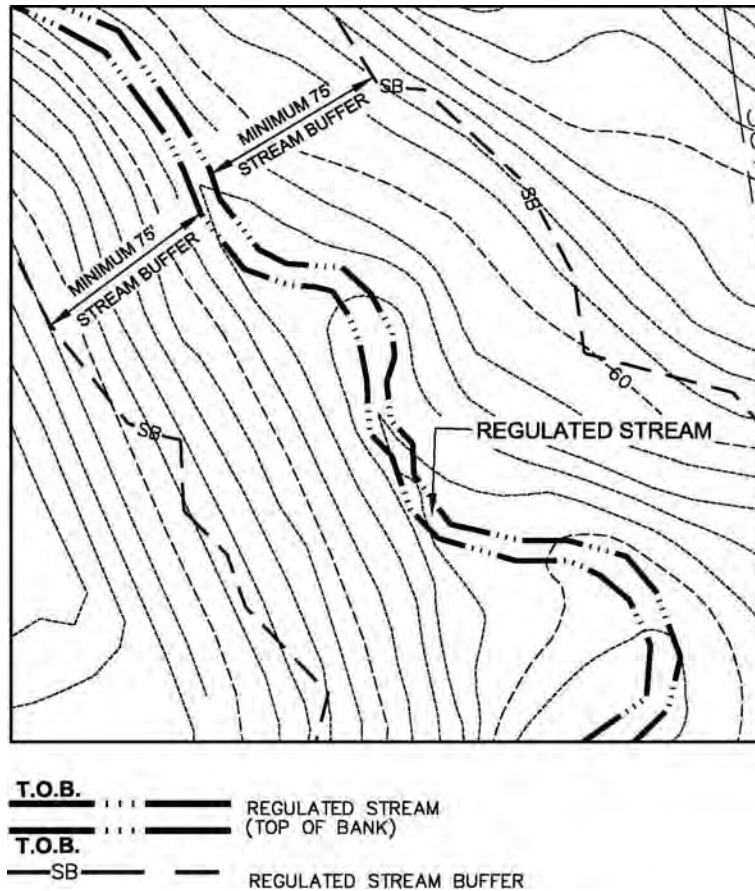 MINIMUM 75'
STREAM BUFFER
SB
SB
MINIMUM 75'
STREAM BUFFER
60
SB
REGULATED STREAM
T.O.B.
REGULATED STREAM
(TOP OF BANK)
T.O.B.
SB
REGULATED STREAM BUFFER